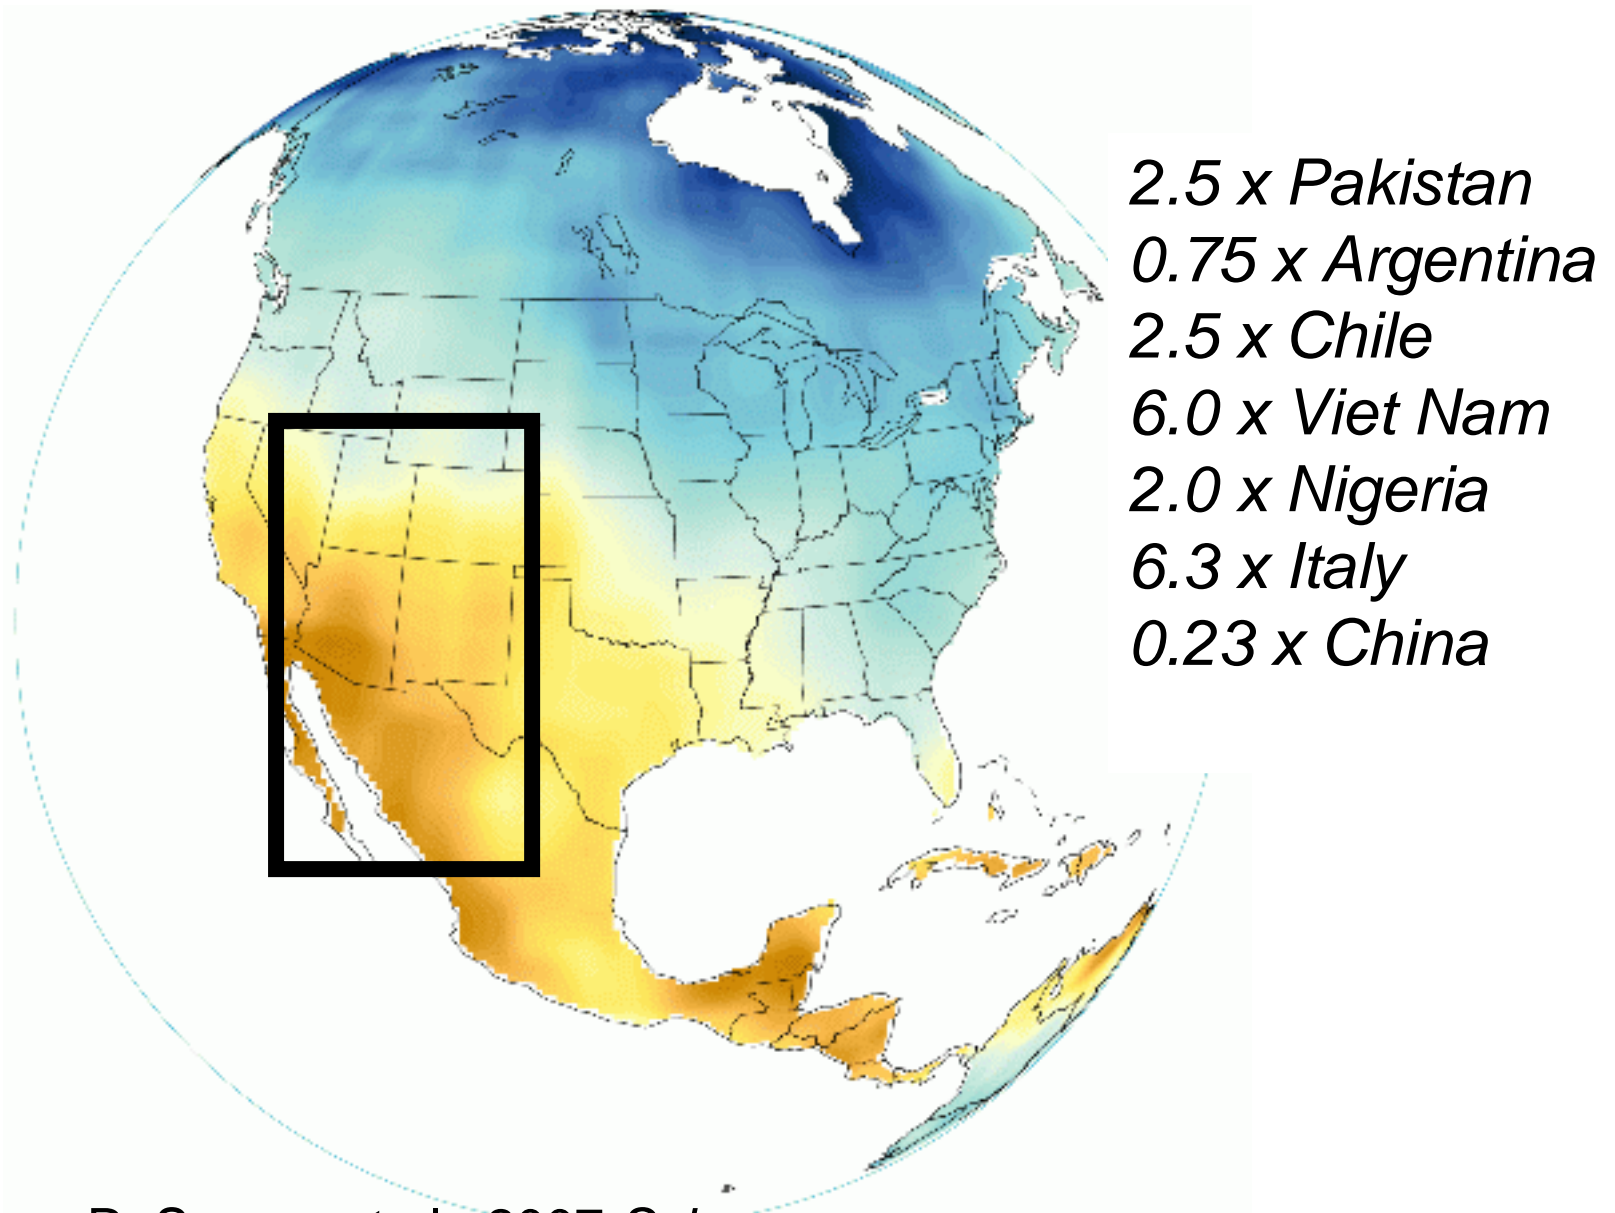 2.5 x Pakistan
0.75 x Argentina
2.5 x Chile
6.0 x Viet Nam
2.0 x Nigeria
6.3 x Italy
0.23 x China
2007